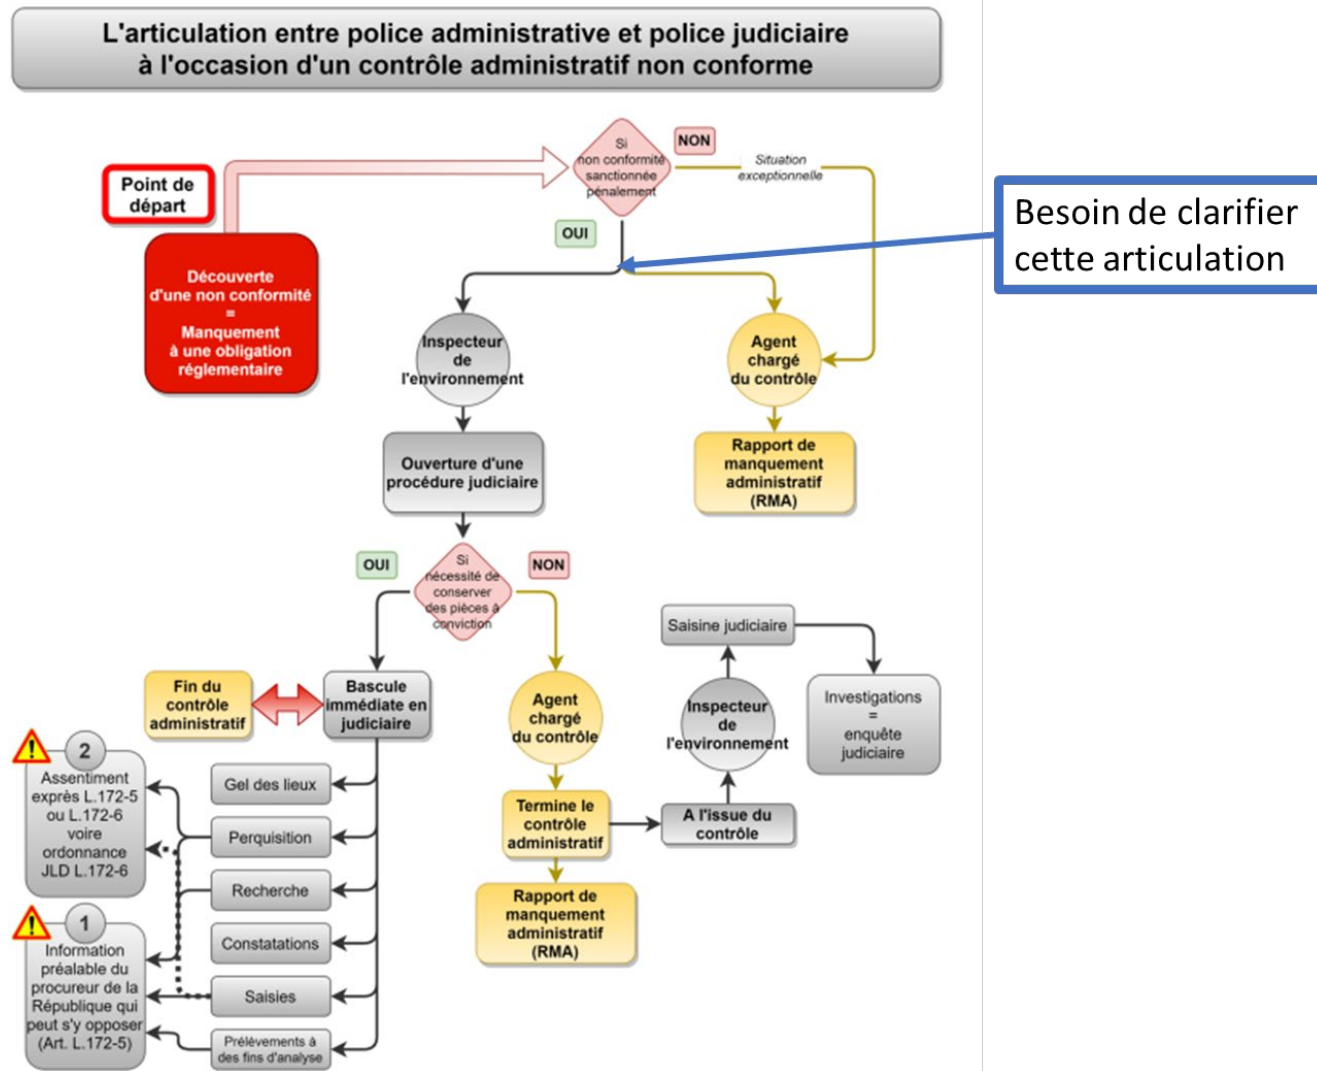 L'articulation entre police administrative et police judiciaire
à l'occasion d'un contrôle administratif non conforme
Point de
départ
Découverte
d'une non conformité
=
Manquement
à une obligation
réglementaire
Si
non conformité
sanctionnée
pénalement
NON
Situation
exceptionnelle
OUI
Besoin de clarifier
cette articulation
Inspecteur
de
l'environnement
Agent
chargé
du contrôle
Ouverture d'une
procédure judiciaire
Rapport de
manquement
administratif
(RMA)
OUI
Si
nécessité de
conserver
des pièces à
conviction
NON
Fin du
contrôle
administratif
Bascule
immédiate en
judiciaire
Agent
chargé
du contrôle
Saisine judiciaire
Inspecteur
de
l'environnement
Investigations
=
enquête
judiciaire
2
Assentiment
exprès L.172-5
ou L.172-6
voire
ordonnance
JLD L.172-6
Gel des lieux
Perquisition
Recherche
Constatations
Saisies
Prélèvements à
des fins d'analyse
Termine le
contrôle
administratif
A l'issue du
contrôle
Rapport de
manquement
administratif
(RMA)
1
Information
préalable du
procureur de la
République qui
peut s'y opposer
(Art. L.172-5)